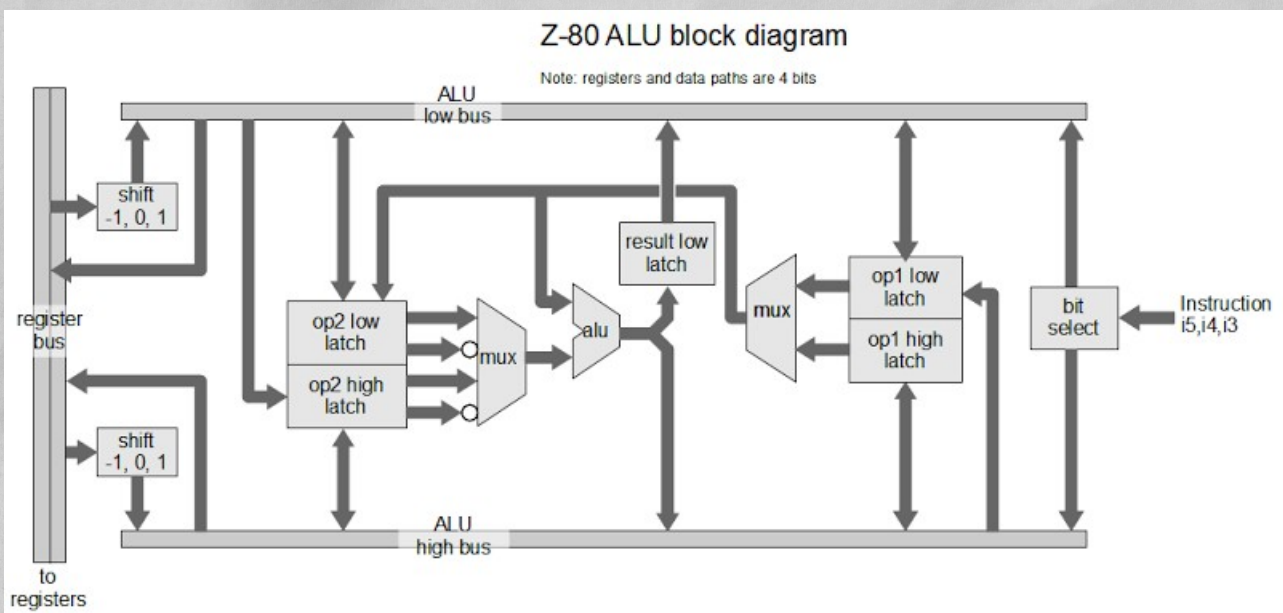 Z-80 ALU block diagram
Note: registers and data paths are 4 bits
ALU
low bus
shift
-1, 0, 1
result low
latch
op2 low
latch
mux
alu
mux
op1 low
latch
bit
select
Instruction
i5,i4,i3
register
bus
op2 high
latch
op1 high
latch
shift
-1, 0, 1
ALU
high bus
to
registers